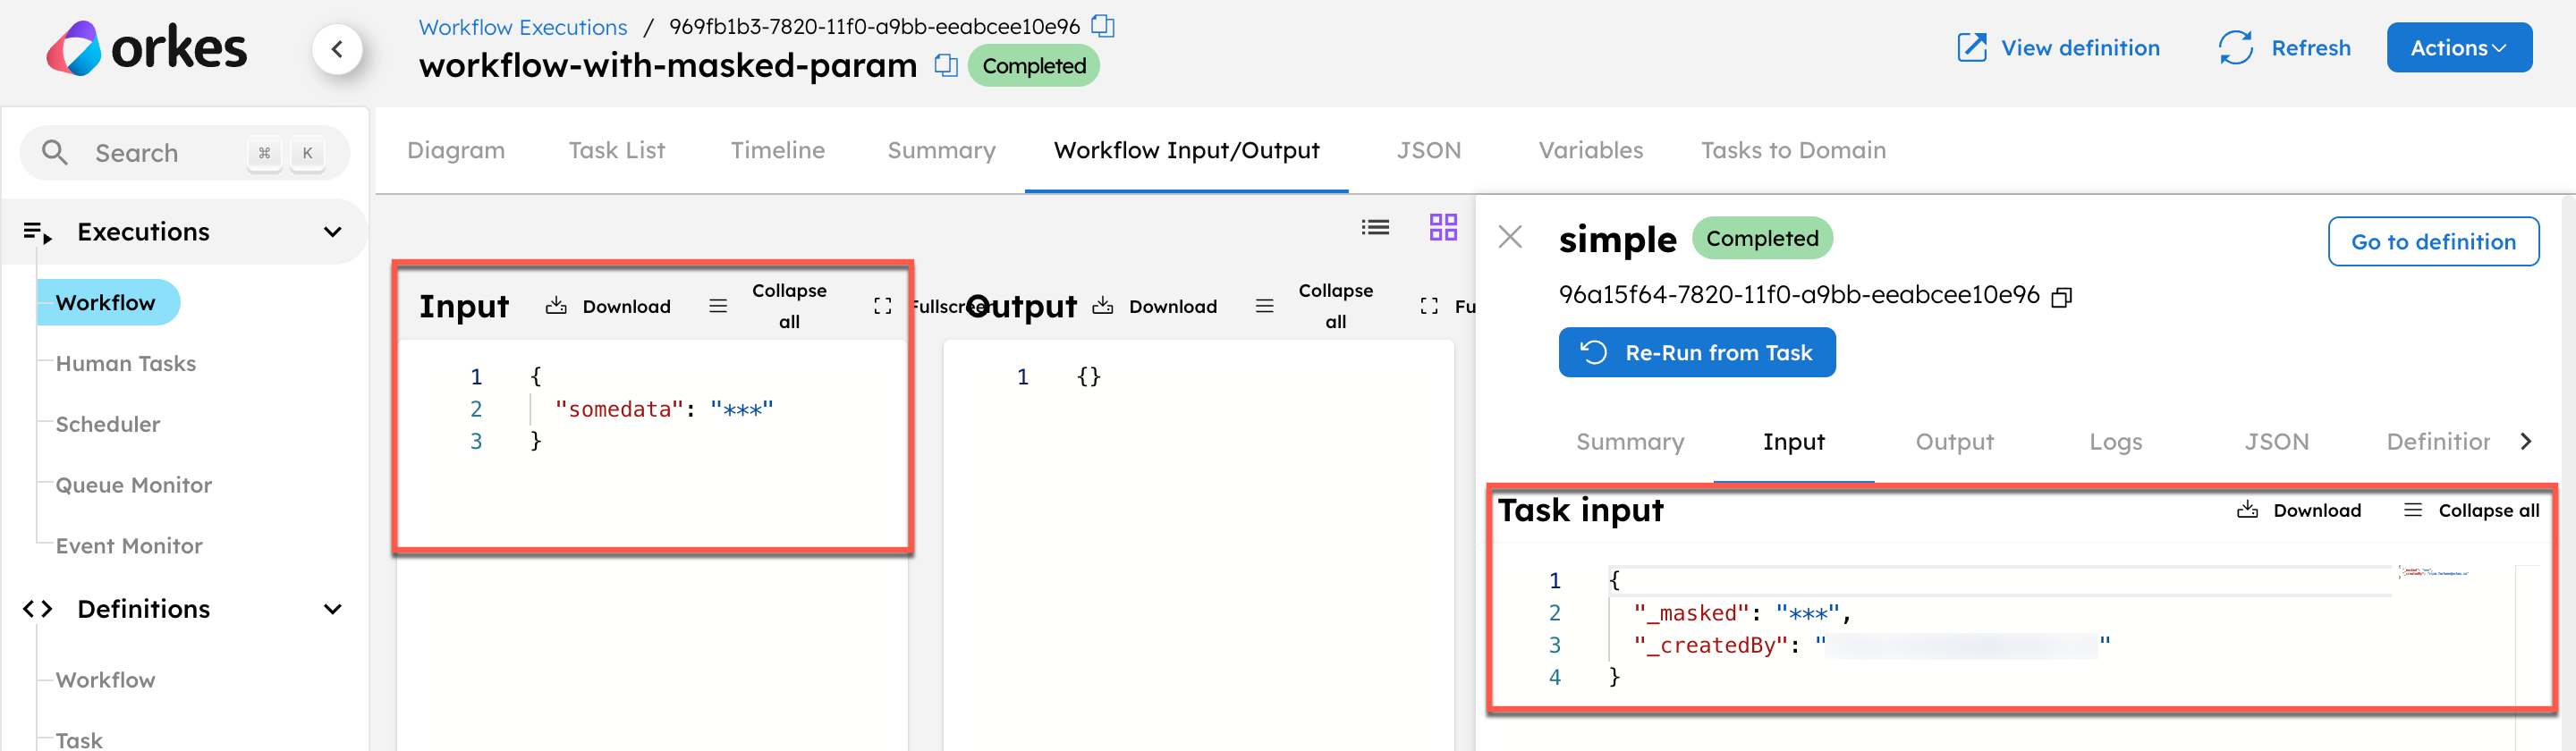 orkes
Workflow Executions / 969fb1b3-7820-11f0-a9bb-eeabcee10e96
workflow-with-masked-param Completed
View definition Refresh Actions
Search ⌘ K
Diagram Task List Timeline Summary Workflow Input/Output JSON Variables Tasks to Domain
Executions
Workflow
Human Tasks
Scheduler
Queue Monitor
Event Monitor
Definitions
Workflow
Task
Input Download Collapse all Fullscreen
1 {
2 "somedata": "***"
3 }
Output Download Collapse all Fu
1 {}
simple Completed
Go to definition
96a15f64-7820-11f0-a9bb-eeabcee10e96
Re-Run from Task
Summary Input Output Logs JSON Definition
Task input Download Collapse all
1 {
2 "_masked": "***",
3 "_createdBy": " "
4 }